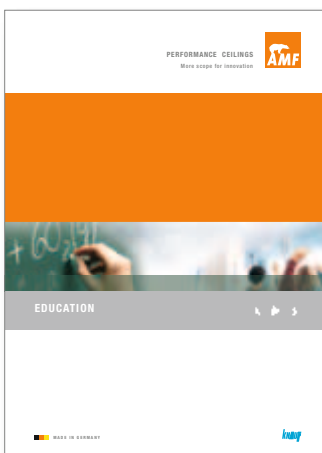 PERFORMANCE CEILINGS
More scope for innovation
AMF
EDUCATION
MADE IN GERMANY
knauf